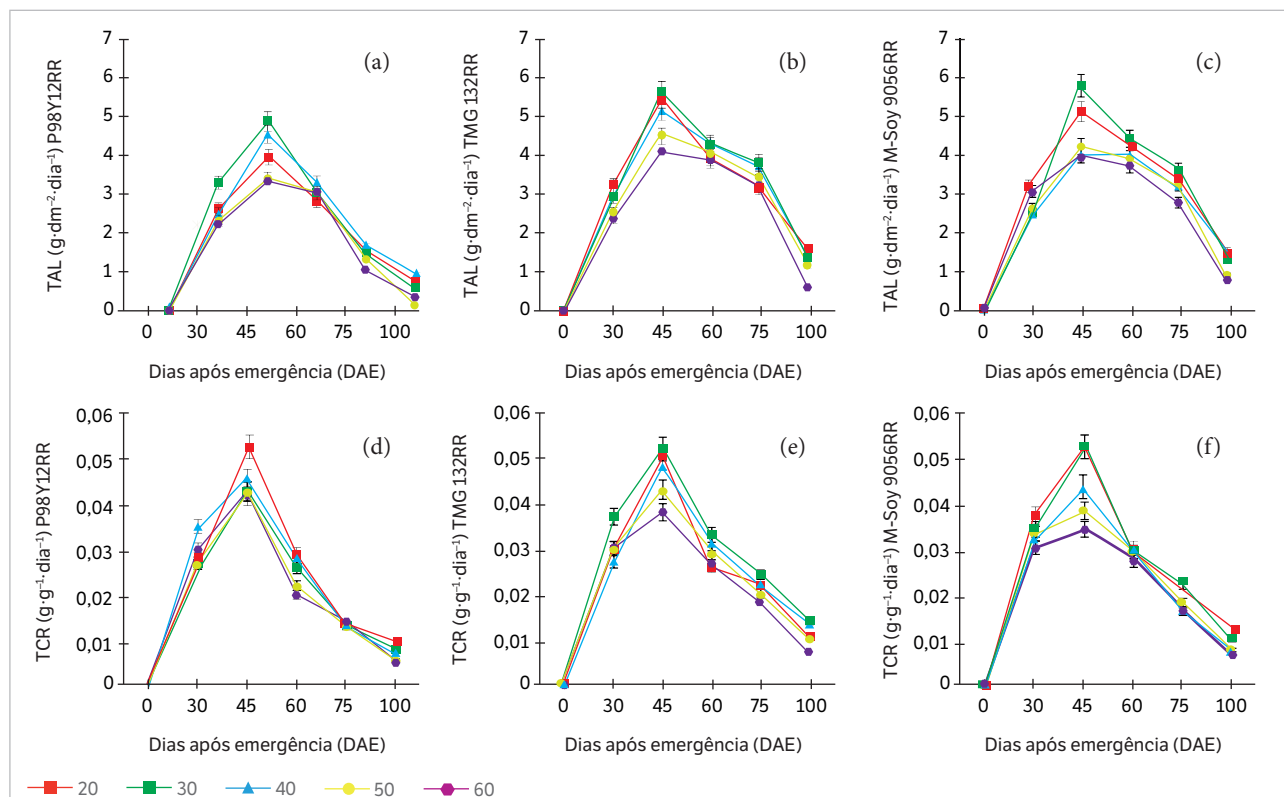 TAL (g·dm⁻²·dia⁻¹) P98Y12RR
7
6
5
4
3
2
1
0
(a)
0 30 45 60 75 100
Dias após emergência (DAE)
TAL (g·dm⁻²·dia⁻¹) TMG 132RR
7
6
5
4
3
2
1
0
(b)
0 30 45 60 75 100
Dias após emergência (DAE)
TAL (g·dm⁻²·dia⁻¹) M-Soy 9056RR
7
6
5
4
3
2
1
0
(c)
0 30 45 60 75 100
Dias após emergência (DAE)
TCR (g·g⁻¹·dia⁻¹) P98Y12RR
0,06
0,05
0,04
0,03
0,02
0,01
0
(d)
0 30 45 60 75 100
Dias após emergência (DAE)
TCR (g·g⁻¹·dia⁻¹) TMG 132RR
0,06
0,05
0,04
0,03
0,02
0,01
0
(e)
0 30 45 60 75 100
Dias após emergência (DAE)
TCR (g·g⁻¹·dia⁻¹) M-Soy 9056RR
0,06
0,05
0,04
0,03
0,02
0,01
0
(f)
0 30 45 60 75 100
Dias após emergência (DAE)
20 30 40 50 60